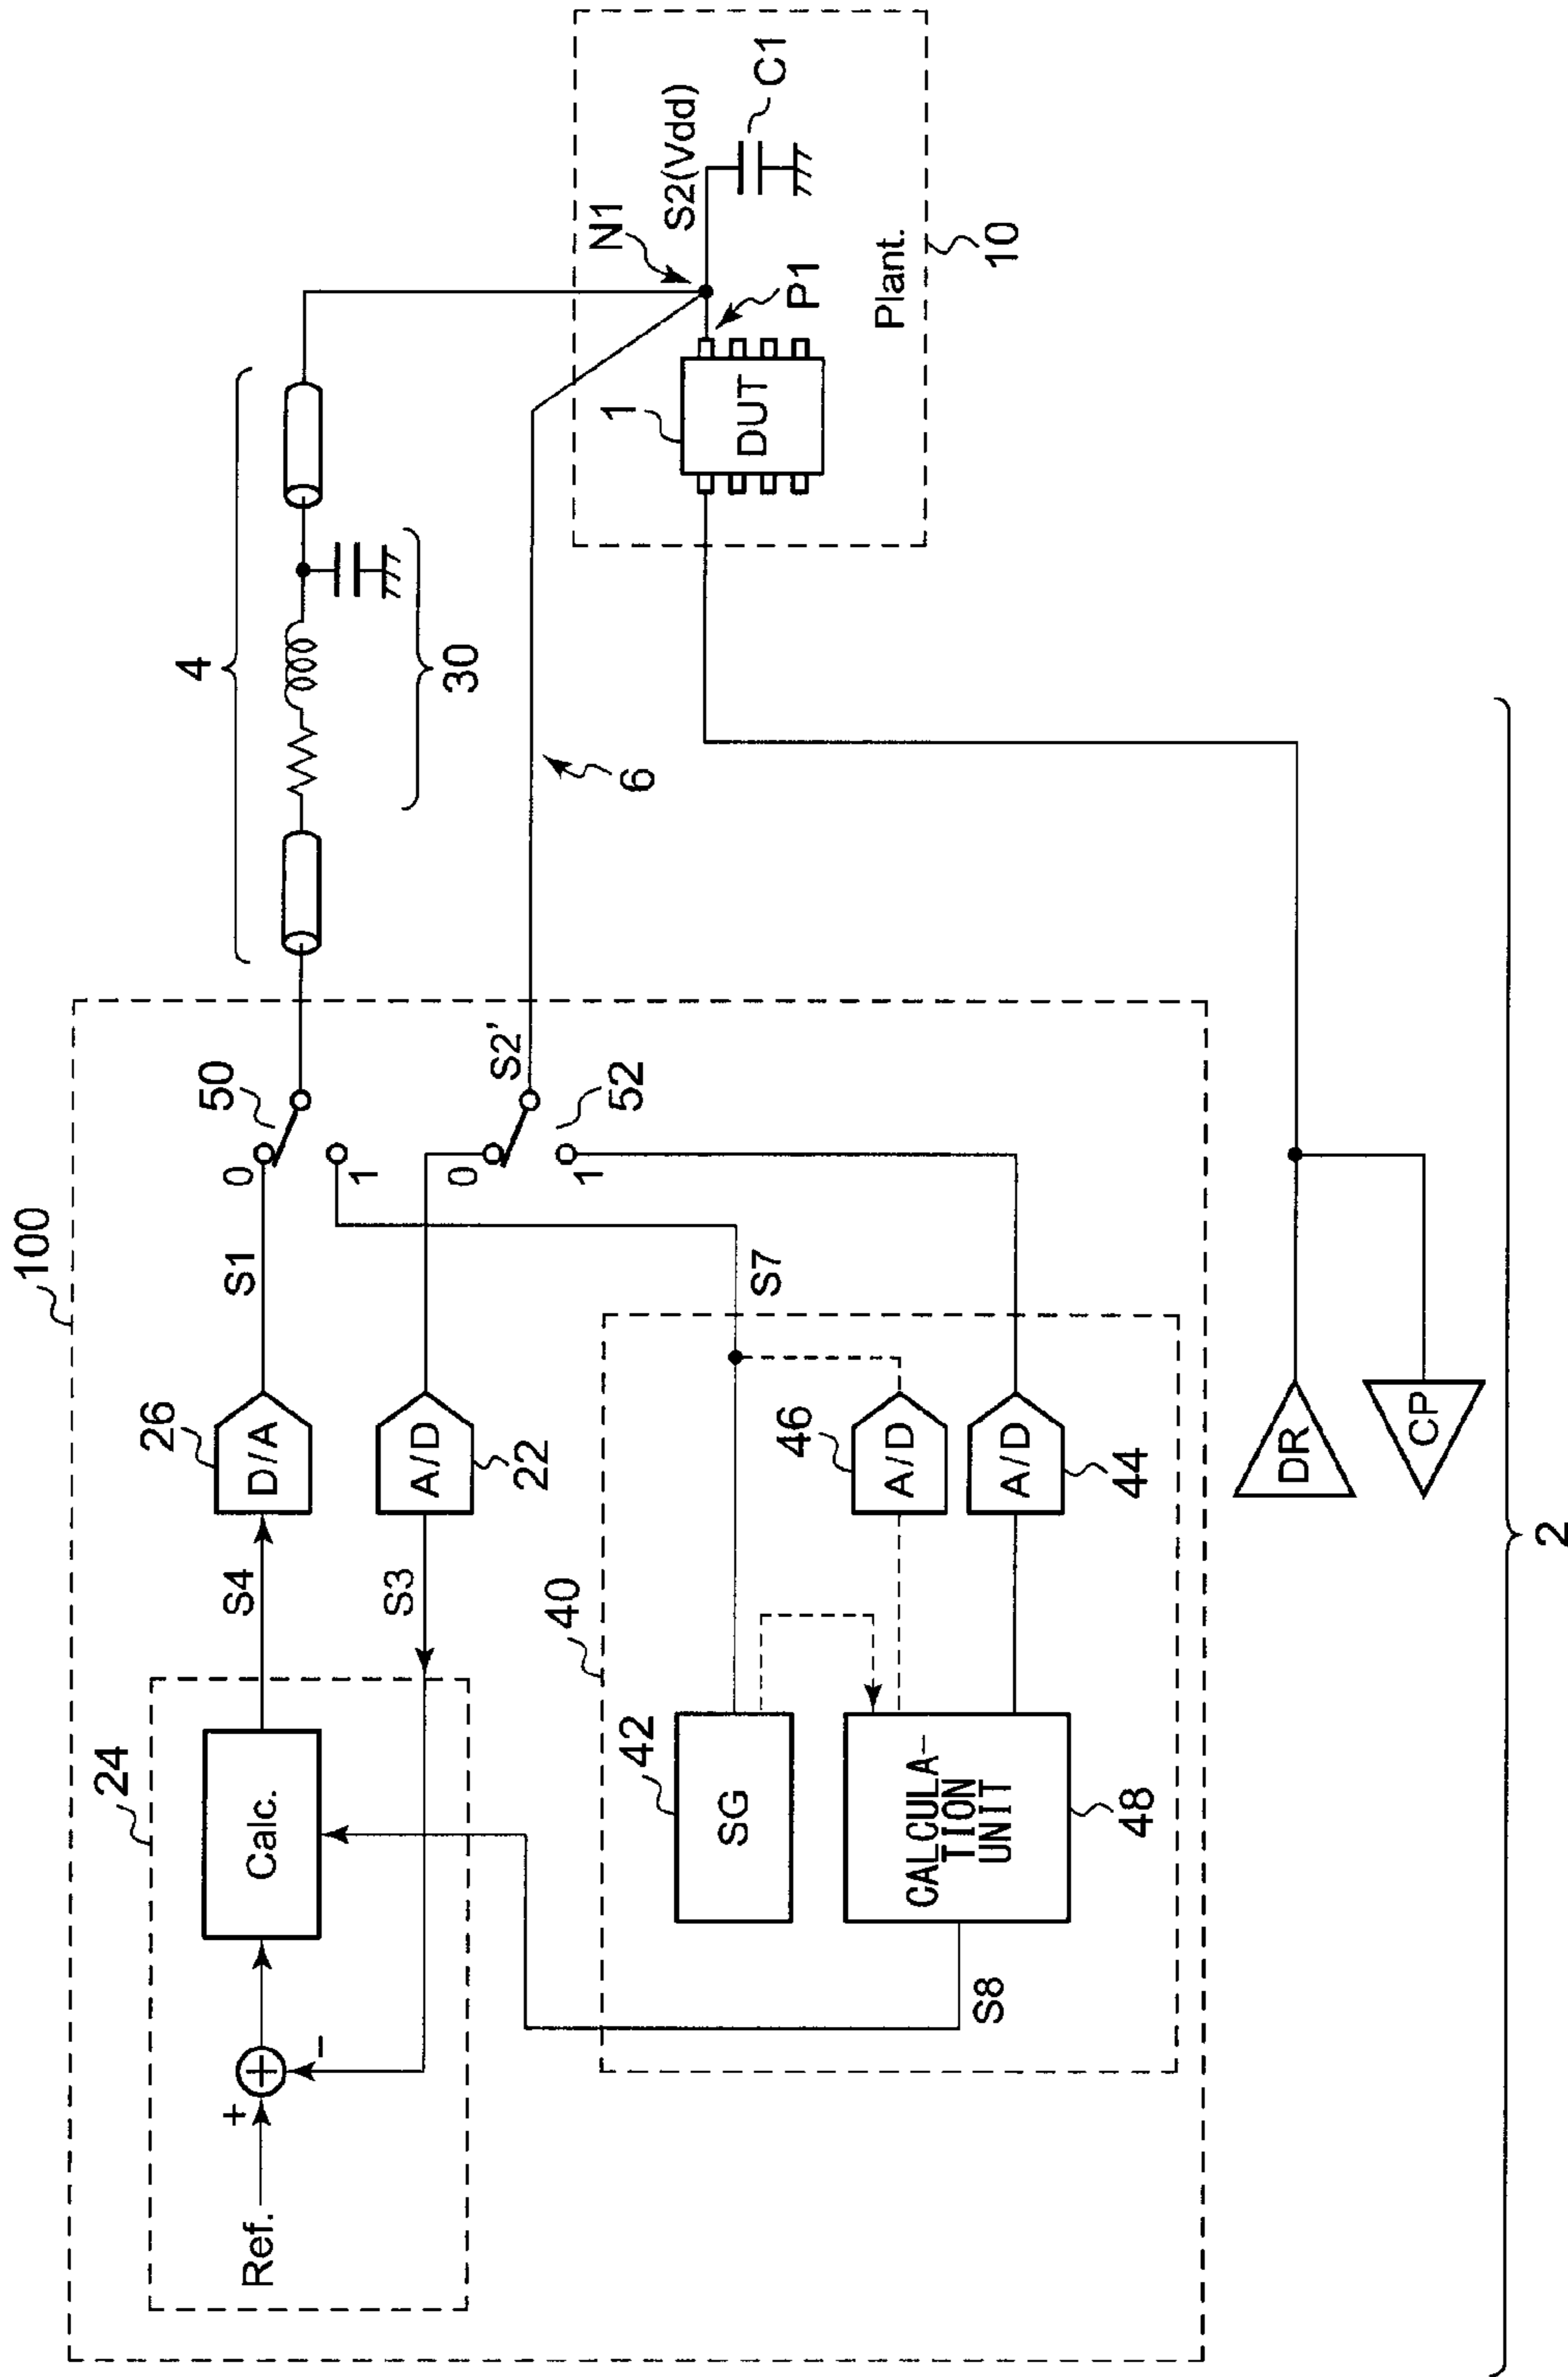 100
24
Ref.
+
-
Calc.
S4
26
D/A
S1
0
50
1
4
30
S3
A/D
22
0
S2'
52
1
6
40
42
SG
S7
46
A/D
A/D
44
CALCULA-
TION
UNIT
48
S8
1
DUT
N1
P1
S2(Vdd)
C1
Plant.
10
DR
CP
2